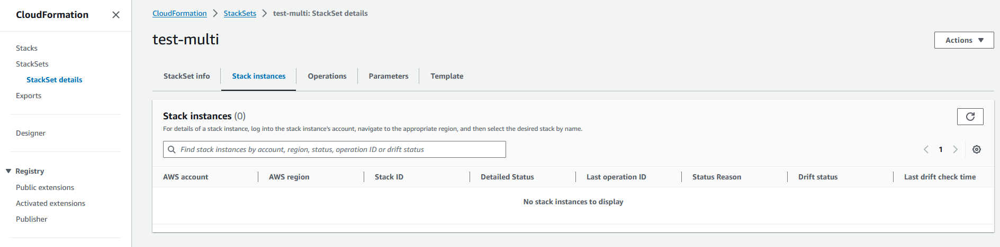 CloudFormation
Stacks
StackSets
StackSet details
Exports
Designer
Registry
Public extensions
Activated extensions
Publisher
CloudFormation StackSets test-multi: StackSet details
test-multi
Actions
StackSet info Stack instances Operations Parameters Template
Stack instances (0)
For details of a stack instance, log into the stack instance's account, navigate to the appropriate region, and then select the desired stack by name.
Find stack instances by account, region, status, operation ID or drift status
1
AWS account AWS region Stack ID Detailed Status Last operation ID Status Reason Drift status Last drift check time
No stack instances to display